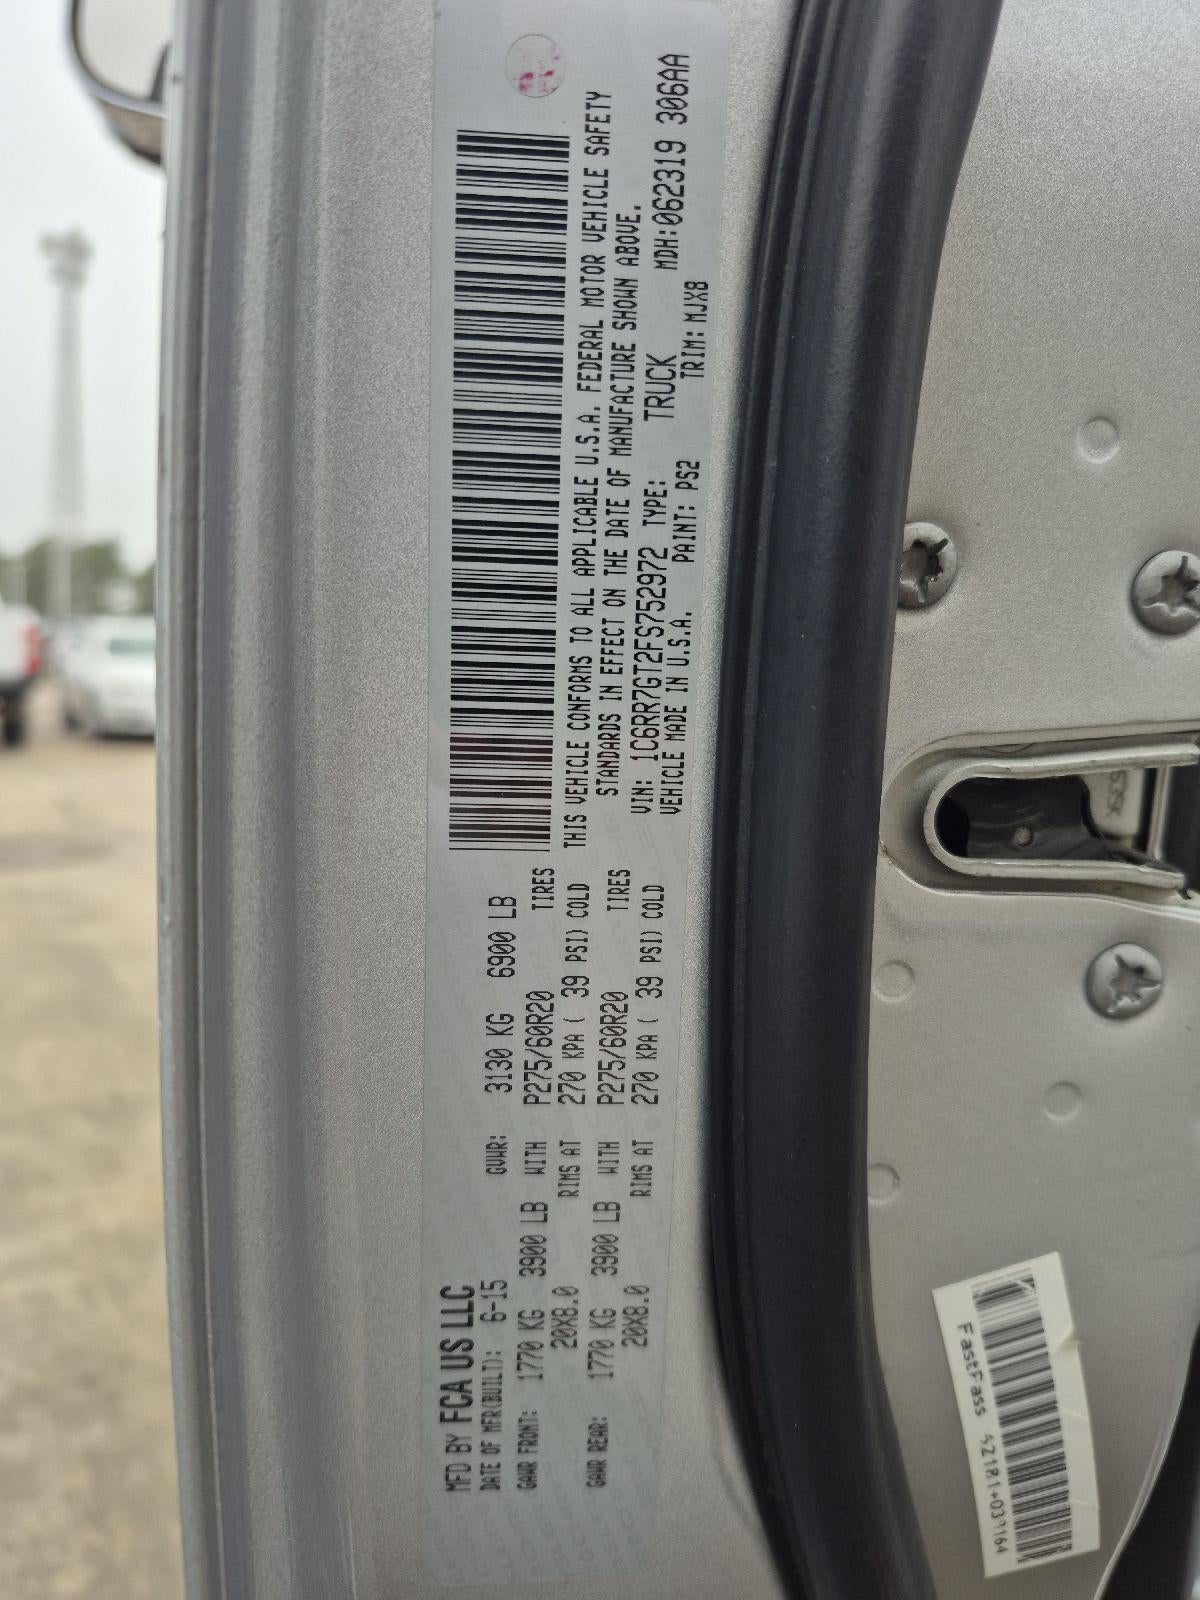 MFD BY FCA US LLC
DATE OF MFR(BUILT): 6-15 GVWR: 3130 KG 6900 LB
GAWR FRONT: 1770 KG 3900 LB WITH P275/60R20 TIRES
20X8.0 RIMS AT 270 KPA ( 39 PSI) COLD
GAWR REAR: 1770 KG 3900 LB WITH P275/60R20 TIRES
20X8.0 RIMS AT 270 KPA ( 39 PSI) COLD
THIS VEHICLE CONFORMS TO ALL APPLICABLE U.S.A. FEDERAL MOTOR VEHICLE SAFETY
STANDARDS IN EFFECT ON THE DATE OF MANUFACTURE SHOWN ABOVE.
VIN: 1C6RR7GT2FS752972 TYPE: TRUCK MDH:062319 306AA
VEHICLE MADE IN U.S.A. PAINT: PS2 TRIM: MJX8
FastPass